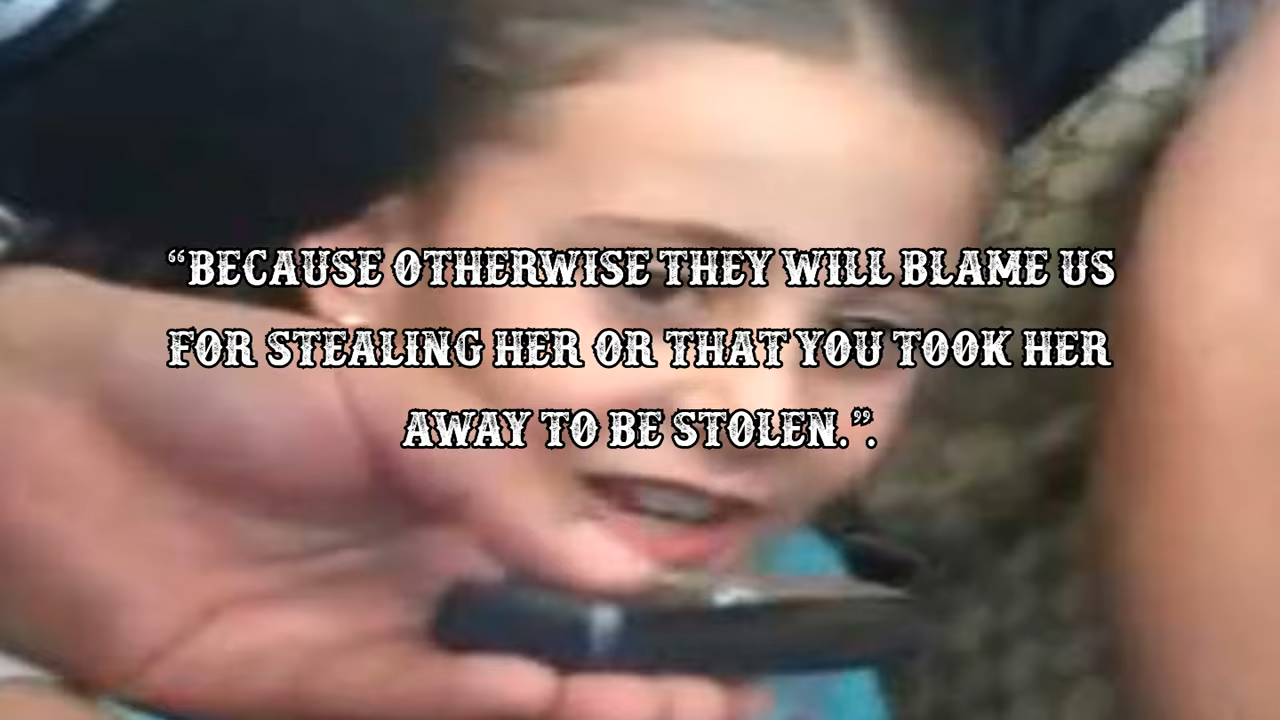 “BECAUSE OTHERWISE THEY WILL BLAME US
FOR STEALING HER OR THAT YOU TOOK HER
AWAY TO BE STOLEN.”.